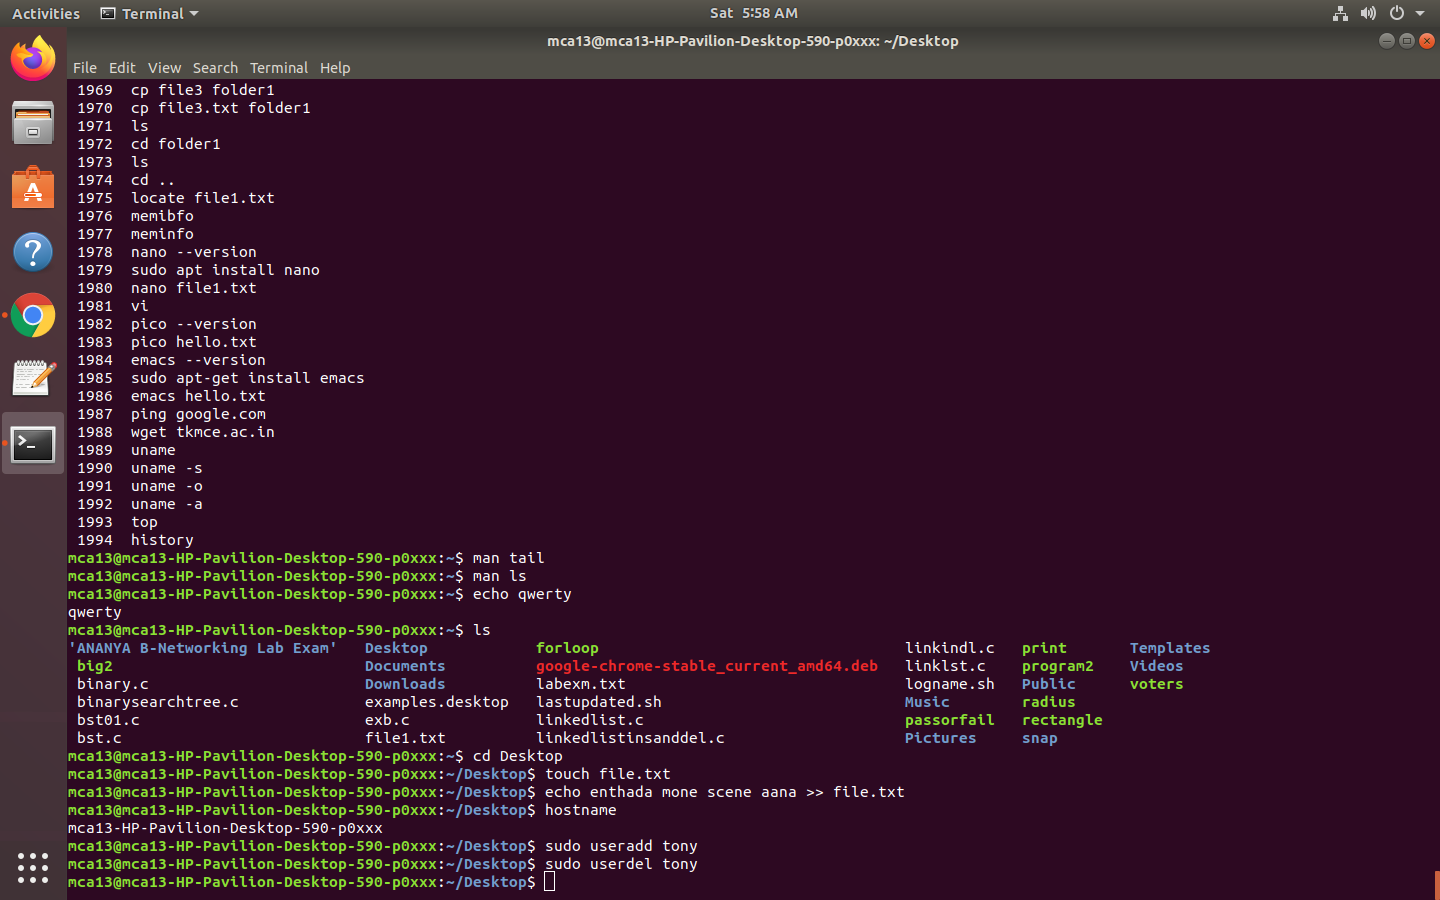 Activities Terminal Sat 5:58 AM
mca13@mca13-HP-Pavilion-Desktop-590-p0xxx: ~/Desktop
File Edit View Search Terminal Help
1969 cp file3 folder1
1970 cp file3.txt folder1
1971 ls
1972 cd folder1
1973 ls
1974 cd ..
1975 locate file1.txt
1976 memibfo
1977 meminfo
1978 nano --version
1979 sudo apt install nano
1980 nano file1.txt
1981 vi
1982 pico --version
1983 pico hello.txt
1984 emacs --version
1985 sudo apt-get install emacs
1986 emacs hello.txt
1987 ping google.com
1988 wget tkmce.ac.in
1989 uname
1990 uname -s
1991 uname -o
1992 uname -a
1993 top
1994 history
mca13@mca13-HP-Pavilion-Desktop-590-p0xxx:~$ man tail
mca13@mca13-HP-Pavilion-Desktop-590-p0xxx:~$ man ls
mca13@mca13-HP-Pavilion-Desktop-590-p0xxx:~$ echo qwerty
qwerty
mca13@mca13-HP-Pavilion-Desktop-590-p0xxx:~$ ls
'ANANYA B-Networking Lab Exam' Desktop forloop linkindl.c print Templates
big2 Documents google-chrome-stable_current_amd64.deb linklst.c program2 Videos
binary.c Downloads labexm.txt logname.sh Public voters
binarysearchtree.c examples.desktop lastupdated.sh Music radius
bst01.c exb.c linkedlist.c passorfail rectangle
bst.c file1.txt linkedlistinsanddel.c Pictures snap
mca13@mca13-HP-Pavilion-Desktop-590-p0xxx:~$ cd Desktop
mca13@mca13-HP-Pavilion-Desktop-590-p0xxx:~/Desktop$ touch file.txt
mca13@mca13-HP-Pavilion-Desktop-590-p0xxx:~/Desktop$ echo enthada mone scene aana >> file.txt
mca13@mca13-HP-Pavilion-Desktop-590-p0xxx:~/Desktop$ hostname
mca13-HP-Pavilion-Desktop-590-p0xxx
mca13@mca13-HP-Pavilion-Desktop-590-p0xxx:~/Desktop$ sudo useradd tony
mca13@mca13-HP-Pavilion-Desktop-590-p0xxx:~/Desktop$ sudo userdel tony
mca13@mca13-HP-Pavilion-Desktop-590-p0xxx:~/Desktop$